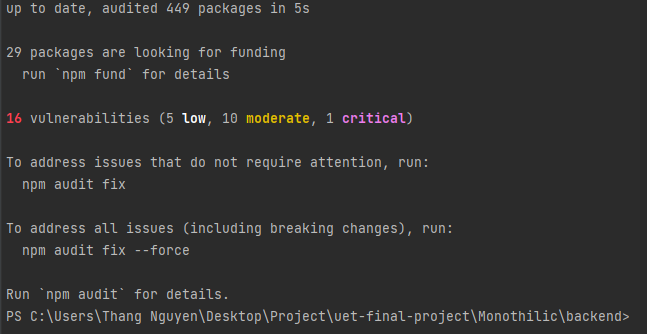 up to date, audited 449 packages in 5s
29 packages are looking for funding
  run `npm fund` for details
16 vulnerabilities (5 low, 10 moderate, 1 critical)
To address issues that do not require attention, run:
  npm audit fix
To address all issues (including breaking changes), run:
  npm audit fix --force
Run `npm audit` for details.
PS C:\Users\Thang Nguyen\Desktop\Project\uet-final-project\Monothilic\backend>